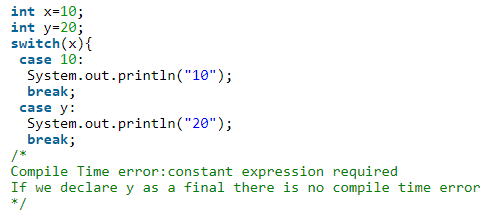 int x=10;
int y=20;
switch(x){
case 10:
System.out.println("10");
break;
case y:
System.out.println("20");
break;
/*
Compile Time error:constant expression required
If we declare y as a final there is no compile time error
*/